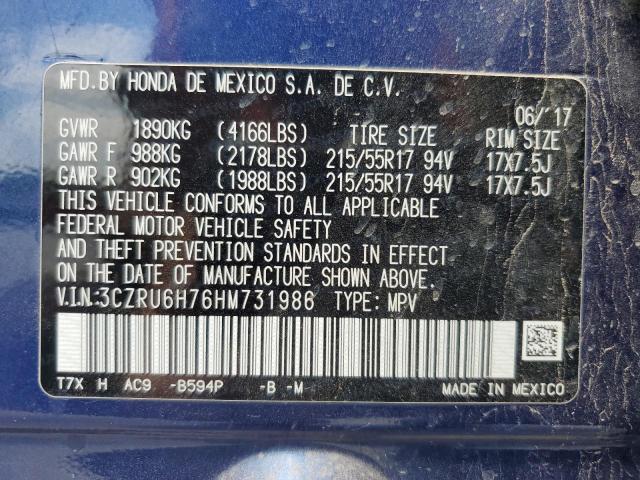 MFD.BY HONDA DE MEXICO S.A. DE C.V.
06/'17
GVWR 1890KG (4166LBS) TIRE SIZE RIM SIZE
GAWR F 988KG (2178LBS) 215/55R17 94V 17X7.5J
GAWR R 902KG (1988LBS) 215/55R17 94V 17X7.5J
THIS VEHICLE CONFORMS TO ALL APPLICABLE
FEDERAL MOTOR VEHICLE SAFETY
AND THEFT PREVENTION STANDARDS IN EFFECT
ON THE DATE OF MANUFACTURE SHOWN ABOVE.
V.I.N:3CZRU6H76HM731986 TYPE: MPV
T7X H AC9 -B594P -B -M MADE IN MEXICO